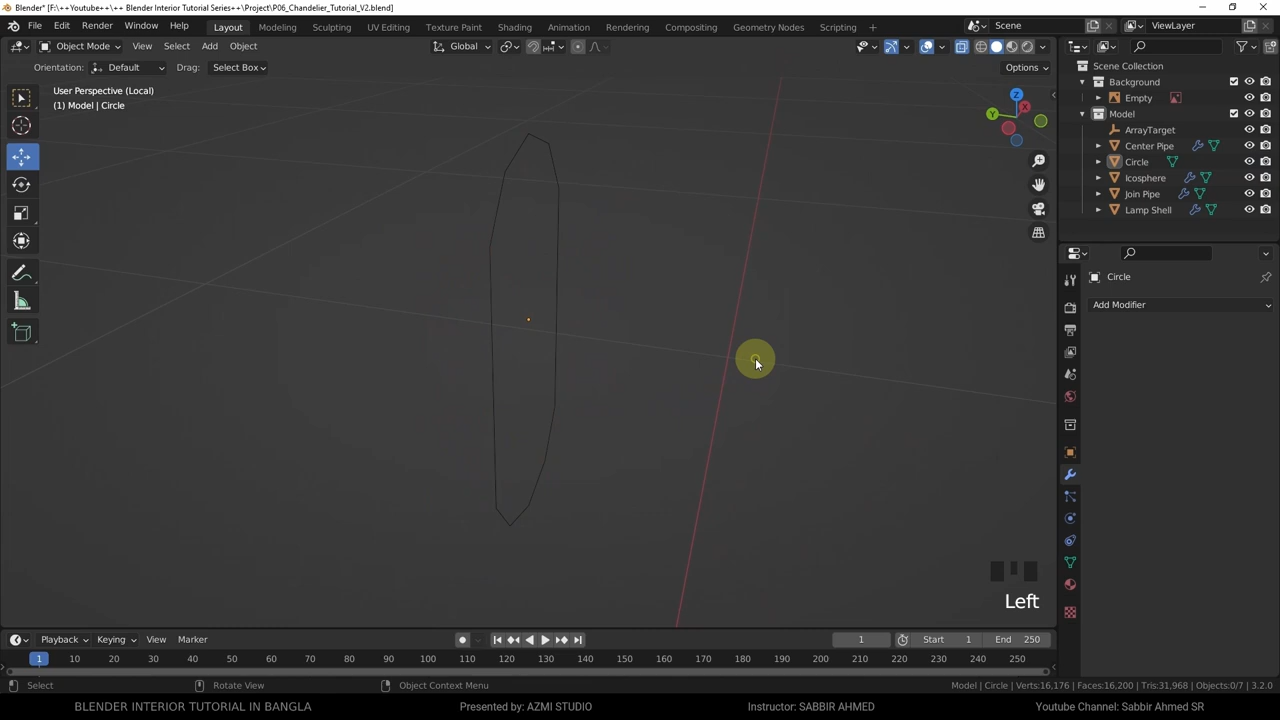 Blender* [F:\++Youtube++\++ Blender Interior Tutorial Series++\Project\P06_Chandelier_Tutorial_V2.blend]
File Edit Render Window Help Layout Modeling Sculpting UV Editing Texture Paint Shading Animation Rendering Compositing Geometry Nodes Scripting + Scene ViewLayer
Object Mode View Select Add Object Global
Orientation: Default Drag: Select Box Options
User Perspective (Local)
(1) Model | Circle
Z
X
Y
Scene Collection
Background
Empty
Model
ArrayTarget
Center Pipe
Circle
Icosphere
Join Pipe
Lamp Shell
Circle
Add Modifier
Left
Playback Keying View Marker 1 Start 1 End 250
1 10 20 30 40 50 60 70 80 90 100 110 120 130 140 150 160 170 180 190 200 210 220 230 240 250
Select Rotate View Object Context Menu Model | Circle | Verts:16,176 | Faces:16,200 | Tris:31,968 | Objects:0/7 | 3.2.0
BLENDER INTERIOR TUTORIAL IN BANGLA Presented by: AZMI STUDIO Instructor: SABBIR AHMED Youtube Channel: Sabbir Ahmed SR